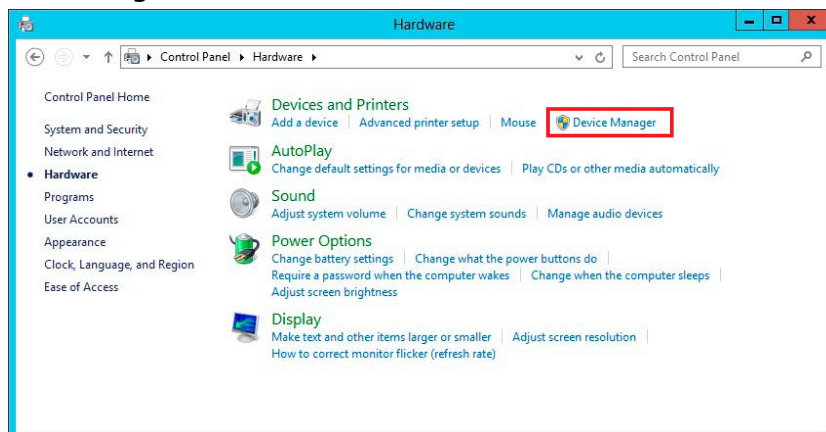 Hardware
Control Panel Hardware
Search Control Panel
Control Panel Home
System and Security
Network and Internet
Hardware
Programs
User Accounts
Appearance
Clock, Language, and Region
Ease of Access
Devices and Printers
Add a device Advanced printer setup Mouse Device Manager
AutoPlay
Change default settings for media or devices Play CDs or other media automatically
Sound
Adjust system volume Change system sounds Manage audio devices
Power Options
Change battery settings Change what the power buttons do
Require a password when the computer wakes Change when the computer sleeps
Adjust screen brightness
Display
Make text and other items larger or smaller Adjust screen resolution
How to correct monitor flicker (refresh rate)